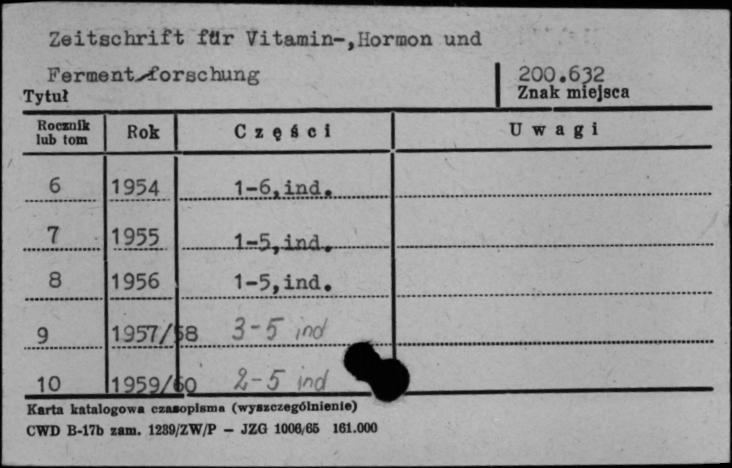 Zeitschrift für Vitamin-,Hormon und
Ferment-forschung
200.632
Tytuł
Znak miejsca
Rocznik lub tom Rok Części Uwagi
6 1954 1-6,ind.
7 1955 1-5,ind.
8 1956 1-5,ind.
9 1957/58 3-5 ind
10 1959/60 2-5 ind
Karta katalogowa czasopisma (wyszczególnienie)
CWD B-17b zam. 1289/ZW/P — JZG 1006/65 161.000